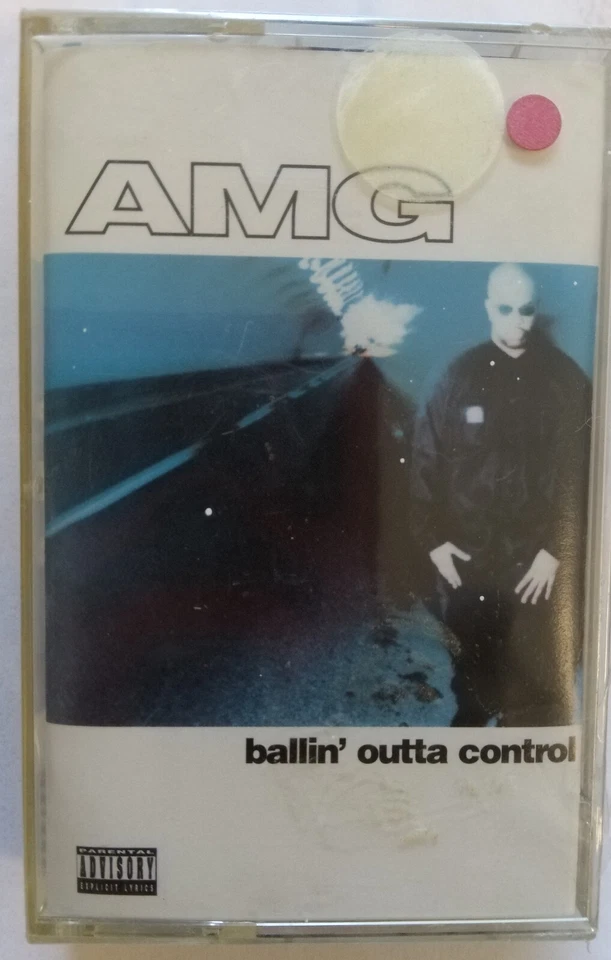 AMG
ballin' outta control
PARENTAL
ADVISORY
EXPLICIT LYRICS